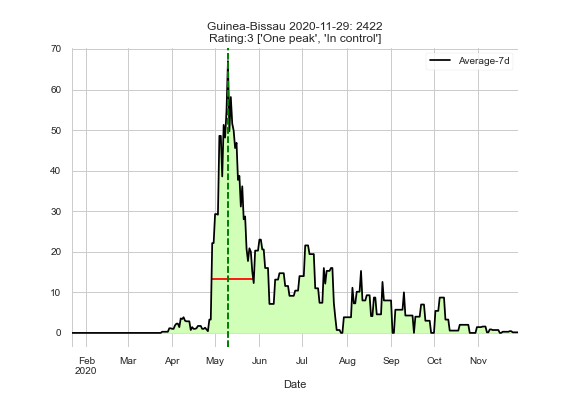 Guinea-Bissau 2020-11-29: 2422
Rating:3 ['One peak', 'In control']
Average-7d
70
60
50
40
30
20
10
0
Feb Mar Apr May Jun Jul Aug Sep Oct Nov
2020
Date